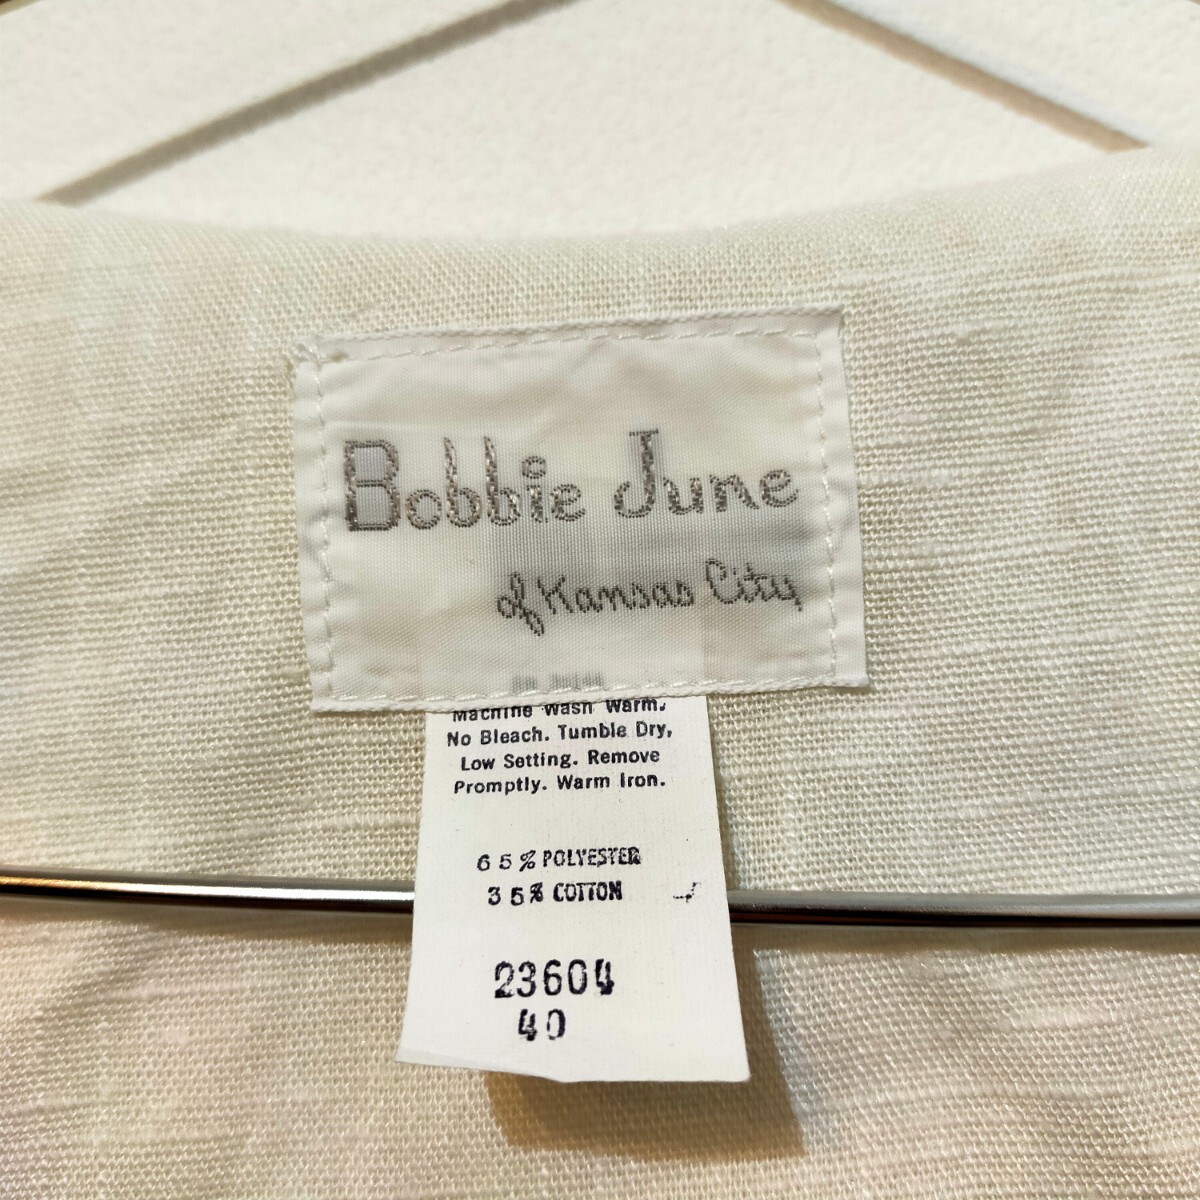 Bobbie June
of Kansas City
Machine Wash Warm.
No Bleach. Tumble Dry,
Low Setting. Remove
Promptly. Warm Iron.
65% POLYESTER
35% COTTON
23604
40